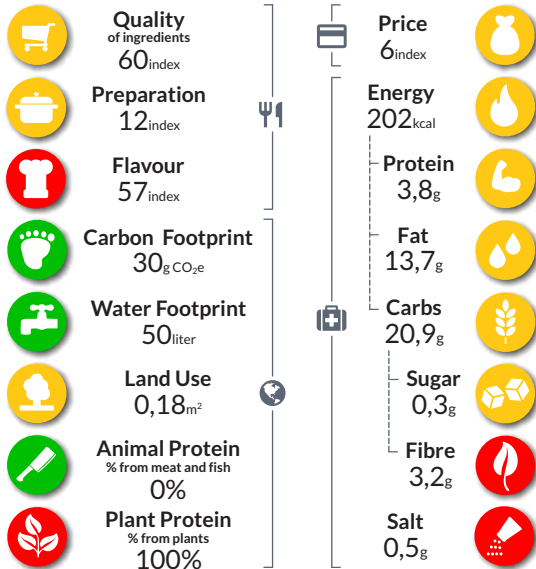 Quality
of ingredients
60index
Preparation
12index
Flavour
57index
Carbon Footprint
30g CO₂e
Water Footprint
50liter
Land Use
0,18m²
Animal Protein
% from meat and fish
0%
Plant Protein
% from plants
100%
Price
6index
Energy
202kcal
Protein
3,8g
Fat
13,7g
Carbs
20,9g
Sugar
0,3g
Fibre
3,2g
Salt
0,5g